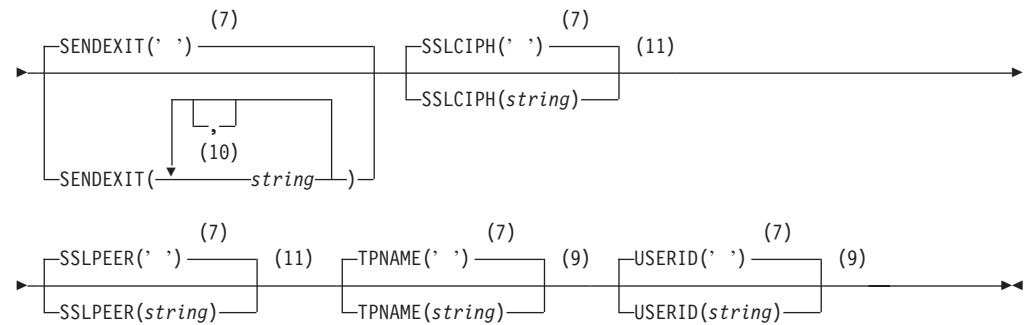 (7) (7)
SENDEXIT(’ ’) SSLCIPH(’ ’) (11)
SSLCIPH(string)
,
(10)
SENDEXIT( string )
(7) (7) (7)
SSLPEER(’ ’) (11) TPNAME(’ ’) (9) USERID(’ ’) (9)
SSLPEER(string) TPNAME(string) USERID(string)